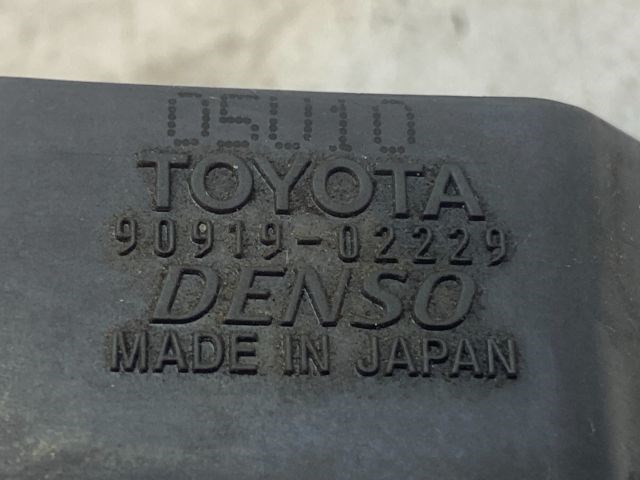 TOYOTA
90919-02229
DENSO
MADE IN JAPAN